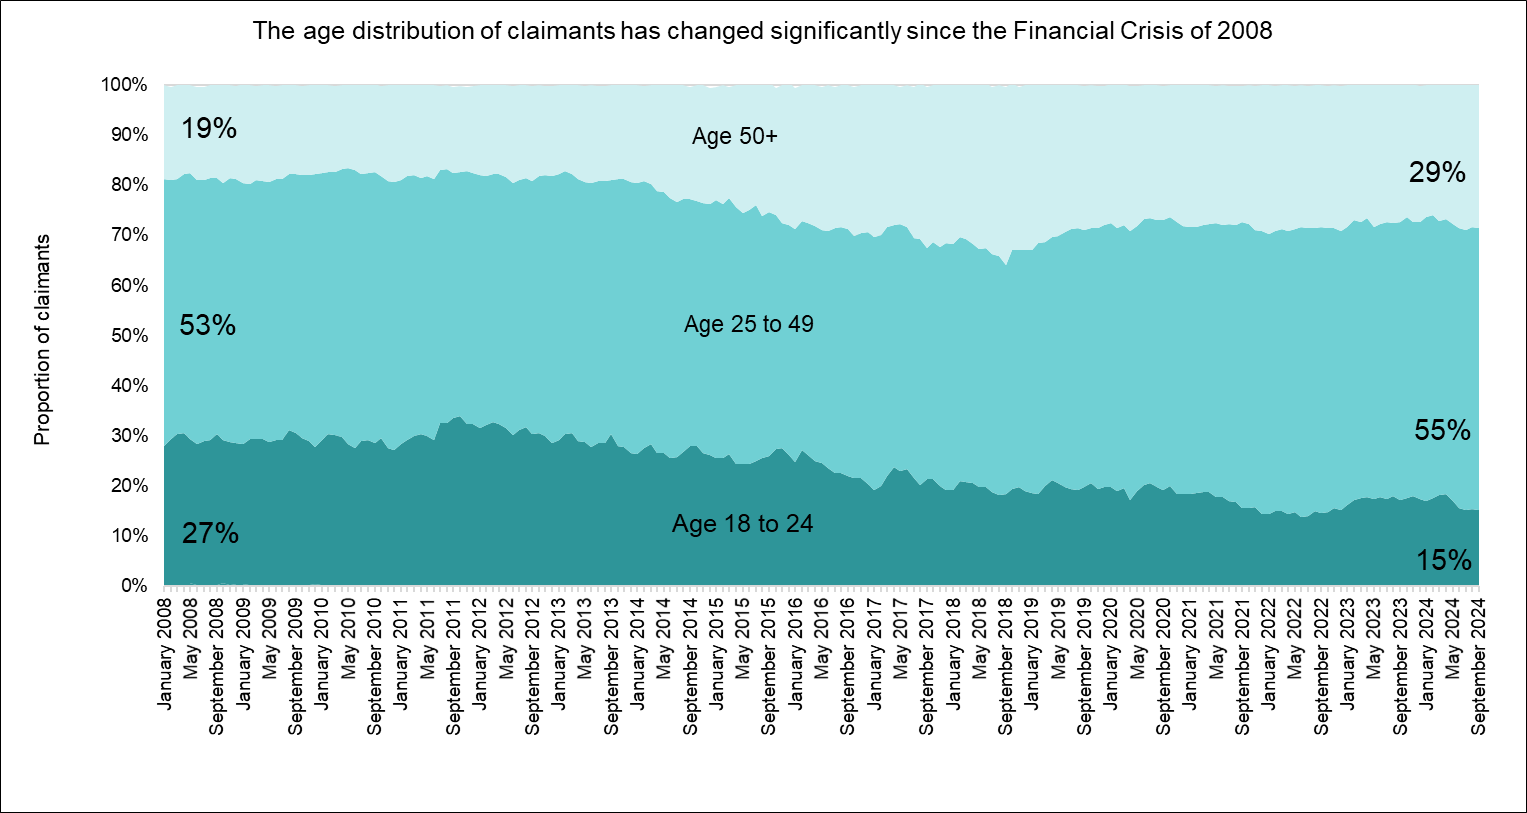 The age distribution of claimants has changed significantly since the Financial Crisis of 2008
Proportion of claimants
100%
90%
80%
70%
60%
50%
40%
30%
20%
10%
0%
19%
53%
27%
Age 50+
Age 25 to 49
Age 18 to 24
29%
55%
15%
January 2008
May 2008
September 2008
January 2009
May 2009
September 2009
January 2010
May 2010
September 2010
January 2011
May 2011
September 2011
January 2012
May 2012
September 2012
January 2013
May 2013
September 2013
January 2014
May 2014
September 2014
January 2015
May 2015
September 2015
January 2016
May 2016
September 2016
January 2017
May 2017
September 2017
January 2018
May 2018
September 2018
January 2019
May 2019
September 2019
January 2020
May 2020
September 2020
January 2021
May 2021
September 2021
January 2022
May 2022
September 2022
January 2023
May 2023
September 2023
January 2024
May 2024
September 2024